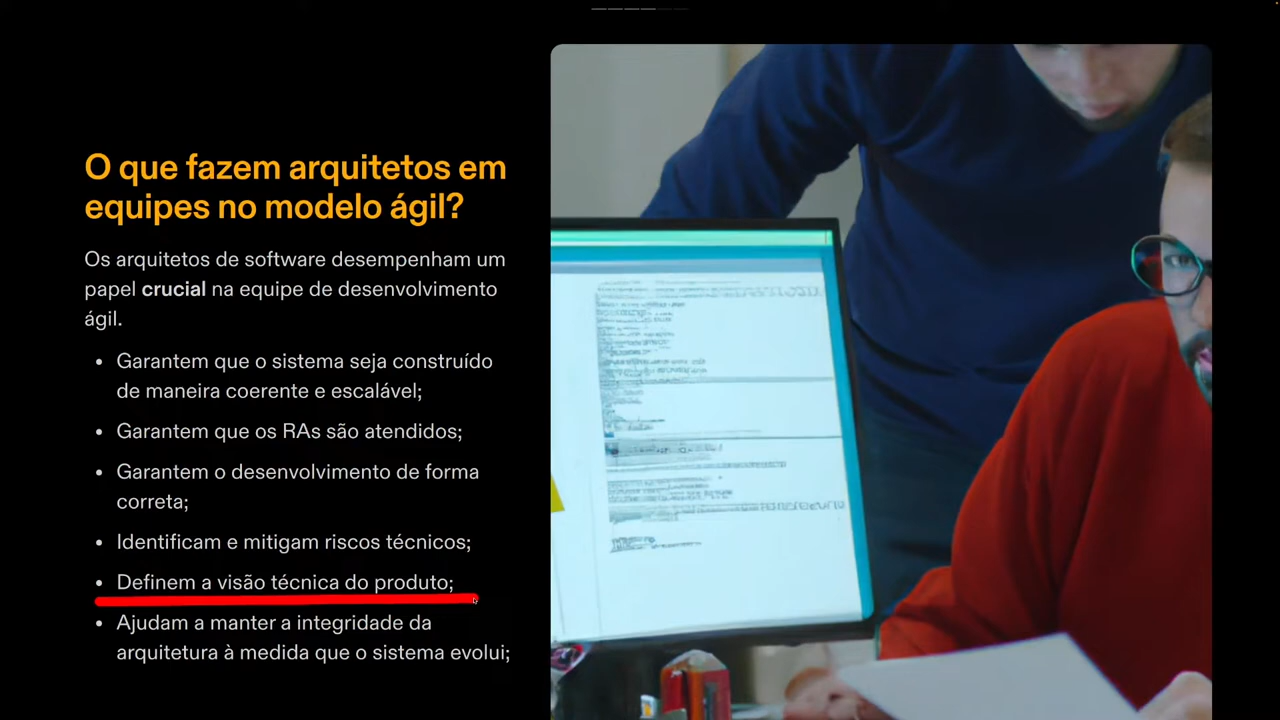 O que fazem arquitetos em
equipes no modelo ágil?
Os arquitetos de software desempenham um
papel crucial na equipe de desenvolvimento
ágil.
• Garantem que o sistema seja construído
de maneira coerente e escalável;
• Garantem que os RAs são atendidos;
• Garantem o desenvolvimento de forma
correta;
• Identificam e mitigam riscos técnicos;
• Definem a visão técnica do produto;
• Ajudam a manter a integridade da
arquitetura à medida que o sistema evolui;